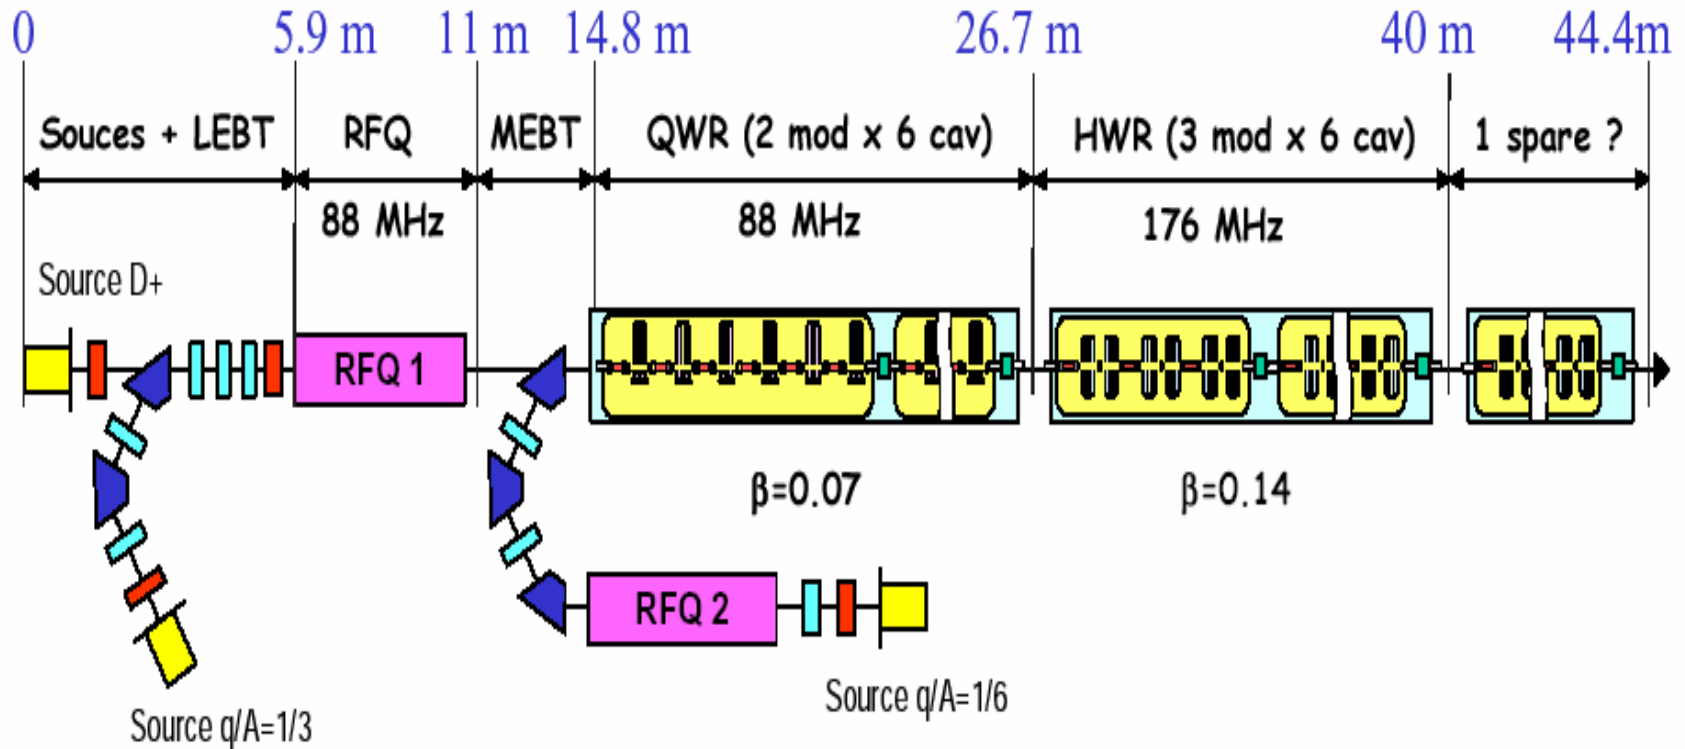 0 5.9 m 11 m 14.8 m 26.7 m 40 m 44.4m
Souces + LEBT RFQ MEBT QWR (2 mod x 6 cav) HWR (3 mod x 6 cav) 1 spare ?
88 MHz 88 MHz 176 MHz
Source D+
RFQ 1
β=0.07 β=0.14
RFQ 2
Source q/A=1/6
Source q/A=1/3